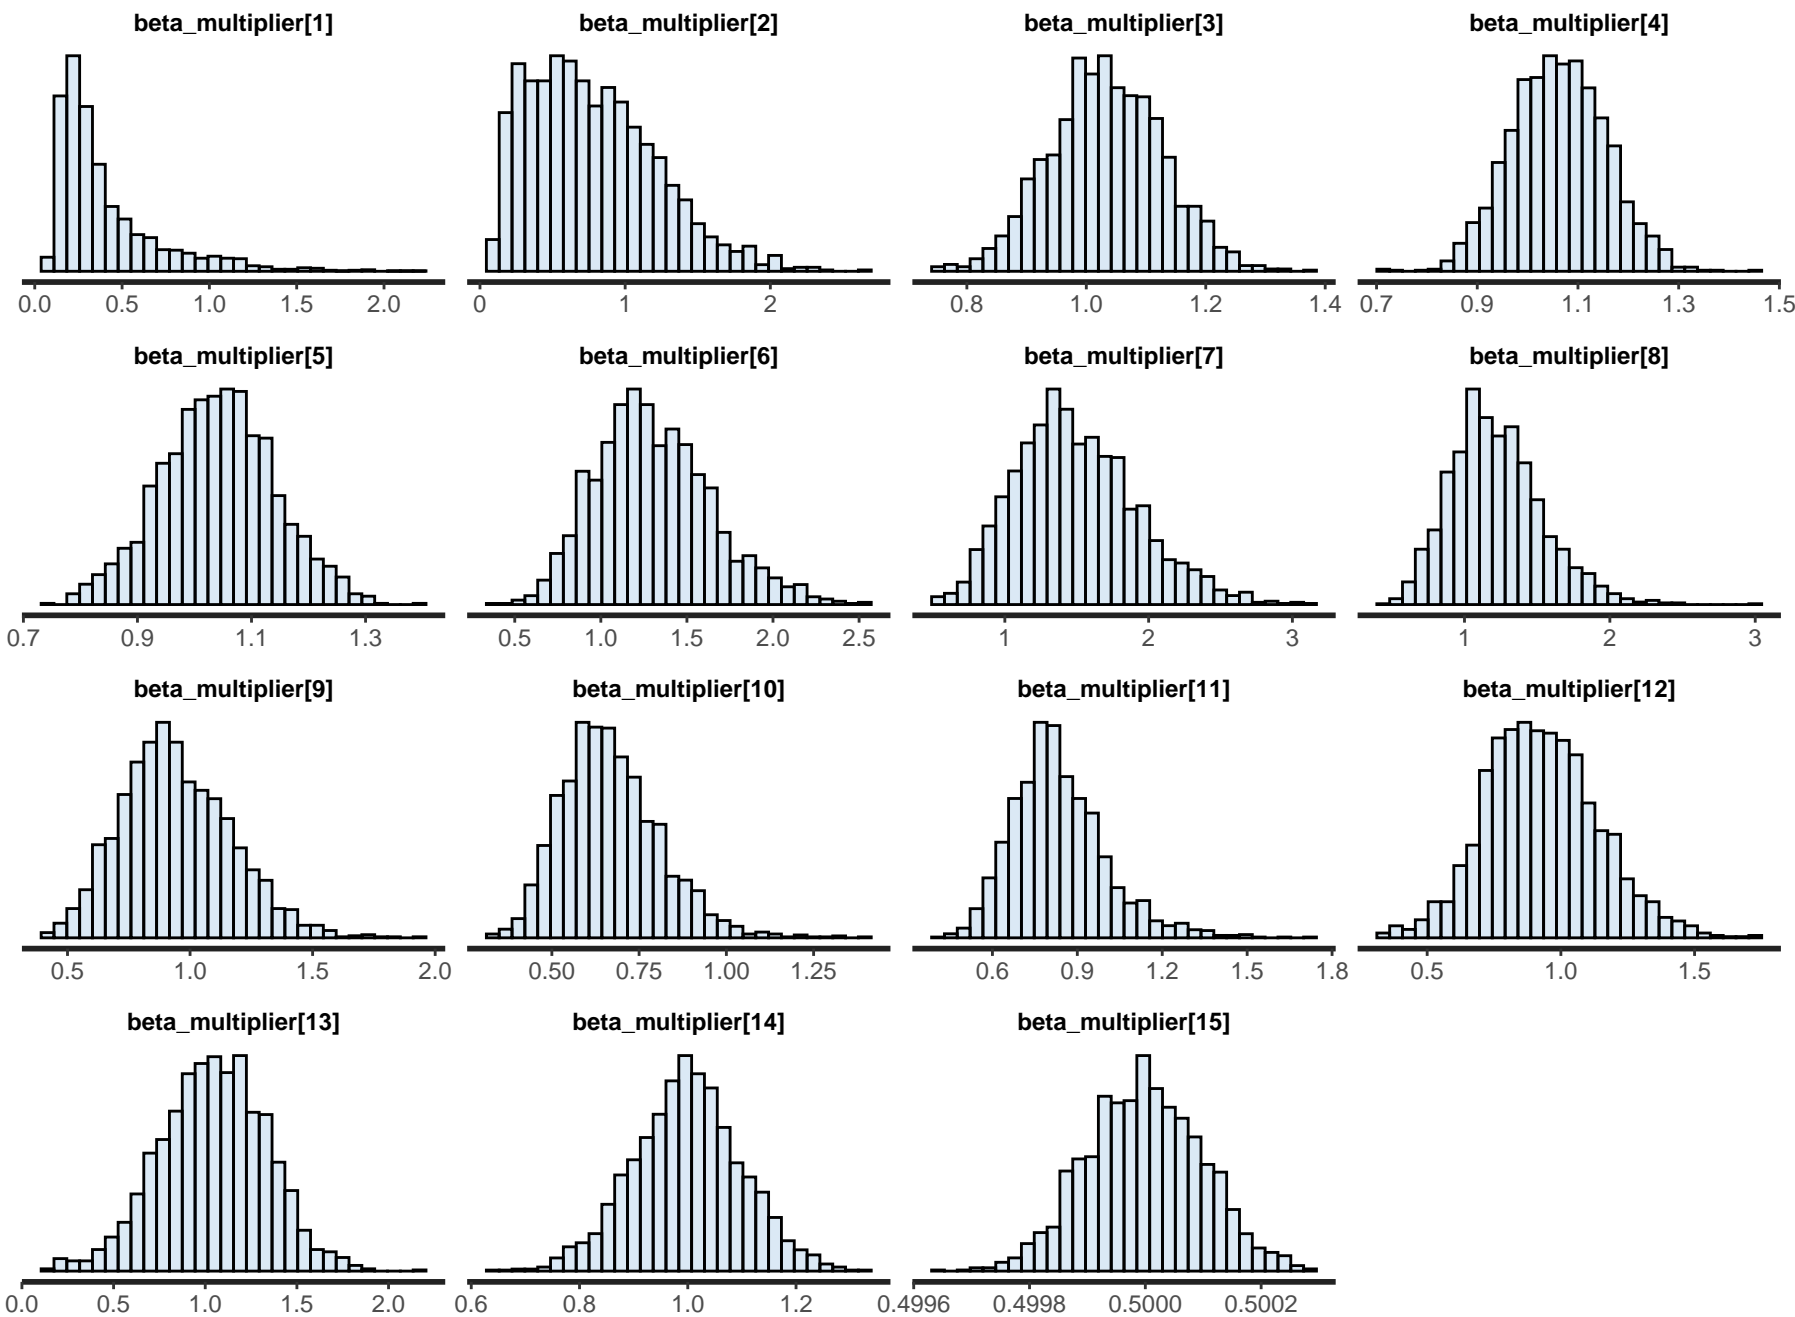 beta_multiplier[1] beta_multiplier[2] beta_multiplier[3] beta_multiplier[4]
0.0 0.5 1.0 1.5 2.0 0 1 2 0.8 1.0 1.2 1.4 0.7 0.9 1.1 1.3 1.5
beta_multiplier[5] beta_multiplier[6] beta_multiplier[7] beta_multiplier[8]
0.7 0.9 1.1 1.3 0.5 1.0 1.5 2.0 2.5 1 2 3 1 2 3
beta_multiplier[9] beta_multiplier[10] beta_multiplier[11] beta_multiplier[12]
0.5 1.0 1.5 2.0 0.50 0.75 1.00 1.25 0.6 0.9 1.2 1.5 1.8 0.5 1.0 1.5
beta_multiplier[13] beta_multiplier[14] beta_multiplier[15]
0.0 0.5 1.0 1.5 2.0 0.6 0.8 1.0 1.2 0.4996 0.4998 0.5000 0.5002